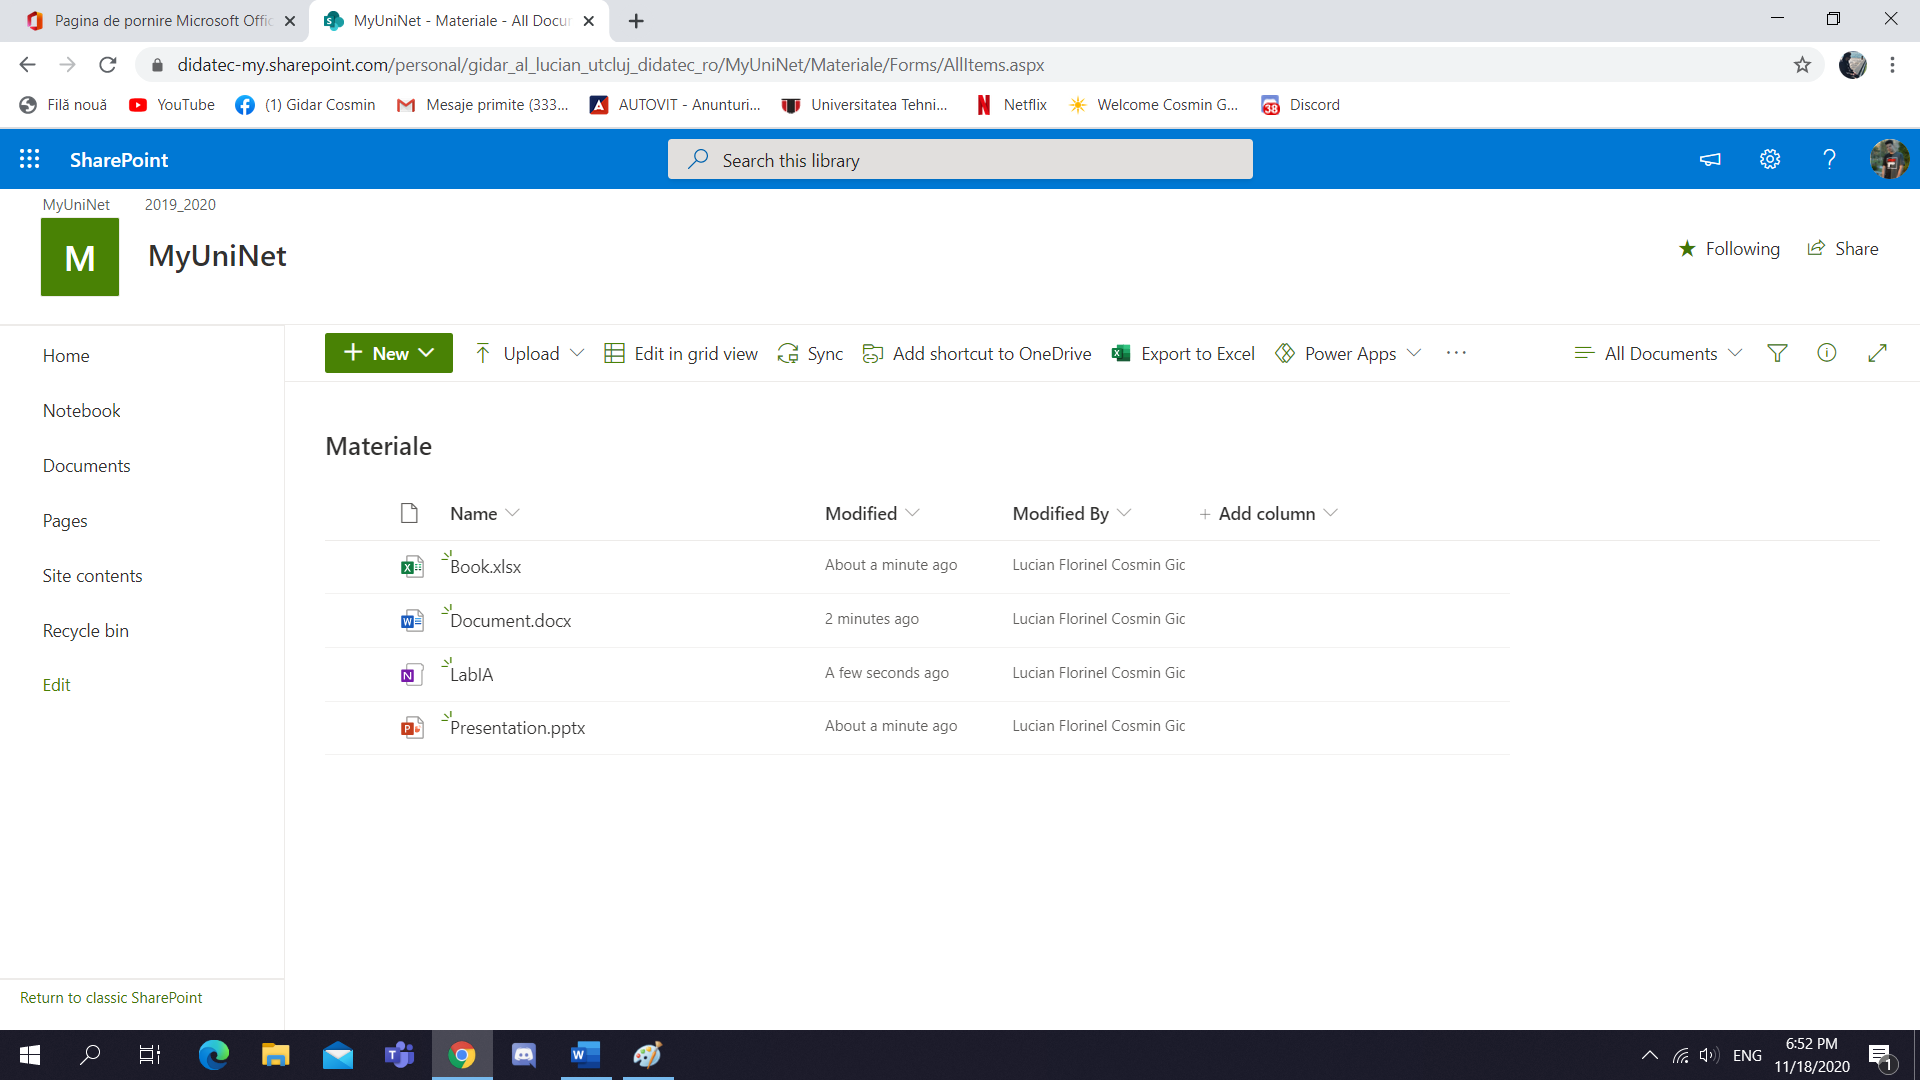 Pagina de pornire Microsoft Offic
MyUniNet - Materiale - All Docur
didatec-my.sharepoint.com/personal/gidar_al_lucian_utcluj_didatec_ro/MyUniNet/Materiale/Forms/AllItems.aspx
Filă nouă YouTube (1) Gidar Cosmin Mesaje primite (333... AUTOVIT - Anunturi... Universitatea Tehni... Netflix Welcome Cosmin G... 38 Discord
SharePoint Search this library ?
MyUniNet 2019_2020
M MyUniNet Following Share
Home
Notebook
Documents
Pages
Site contents
Recycle bin
Edit
Return to classic SharePoint
+ New Upload Edit in grid view Sync Add shortcut to OneDrive Export to Excel Power Apps ... All Documents
Materiale
Name Modified Modified By + Add column
Book.xlsx About a minute ago Lucian Florinel Cosmin Gic
Document.docx 2 minutes ago Lucian Florinel Cosmin Gic
LabIA A few seconds ago Lucian Florinel Cosmin Gic
Presentation.pptx About a minute ago Lucian Florinel Cosmin Gic
ENG 6:52 PM
11/18/2020 1